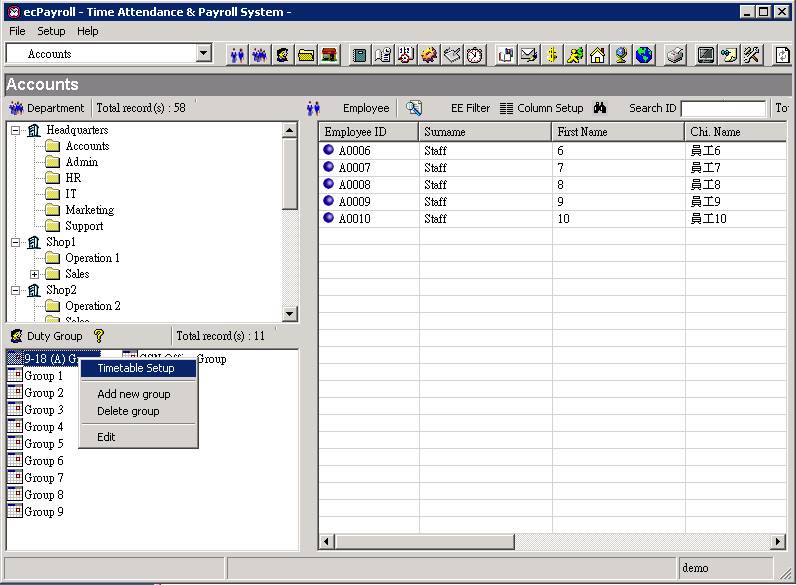 ecPayroll - Time Attendance & Payroll System -
File Setup Help
Accounts
Accounts
Department Total record(s) : 58 Employee EE Filter Column Setup Search ID To
Headquarters
Accounts
Admin
HR
IT
Marketing
Support
Shop1
Operation 1
Sales
Shop2
Operation 2
Sales
Employee ID Surname First Name Chi. Name
A0006 Staff 6 員工6
A0007 Staff 7 員工7
A0008 Staff 8 員工8
A0009 Staff 9 員工9
A0010 Staff 10 員工10
Duty Group Total record(s) : 11
9-18 (A) G Group
Group 1
Group 2
Group 3
Group 4
Group 5
Group 6
Group 7
Group 8
Group 9
Timetable Setup
Add new group
Delete group
Edit
demo